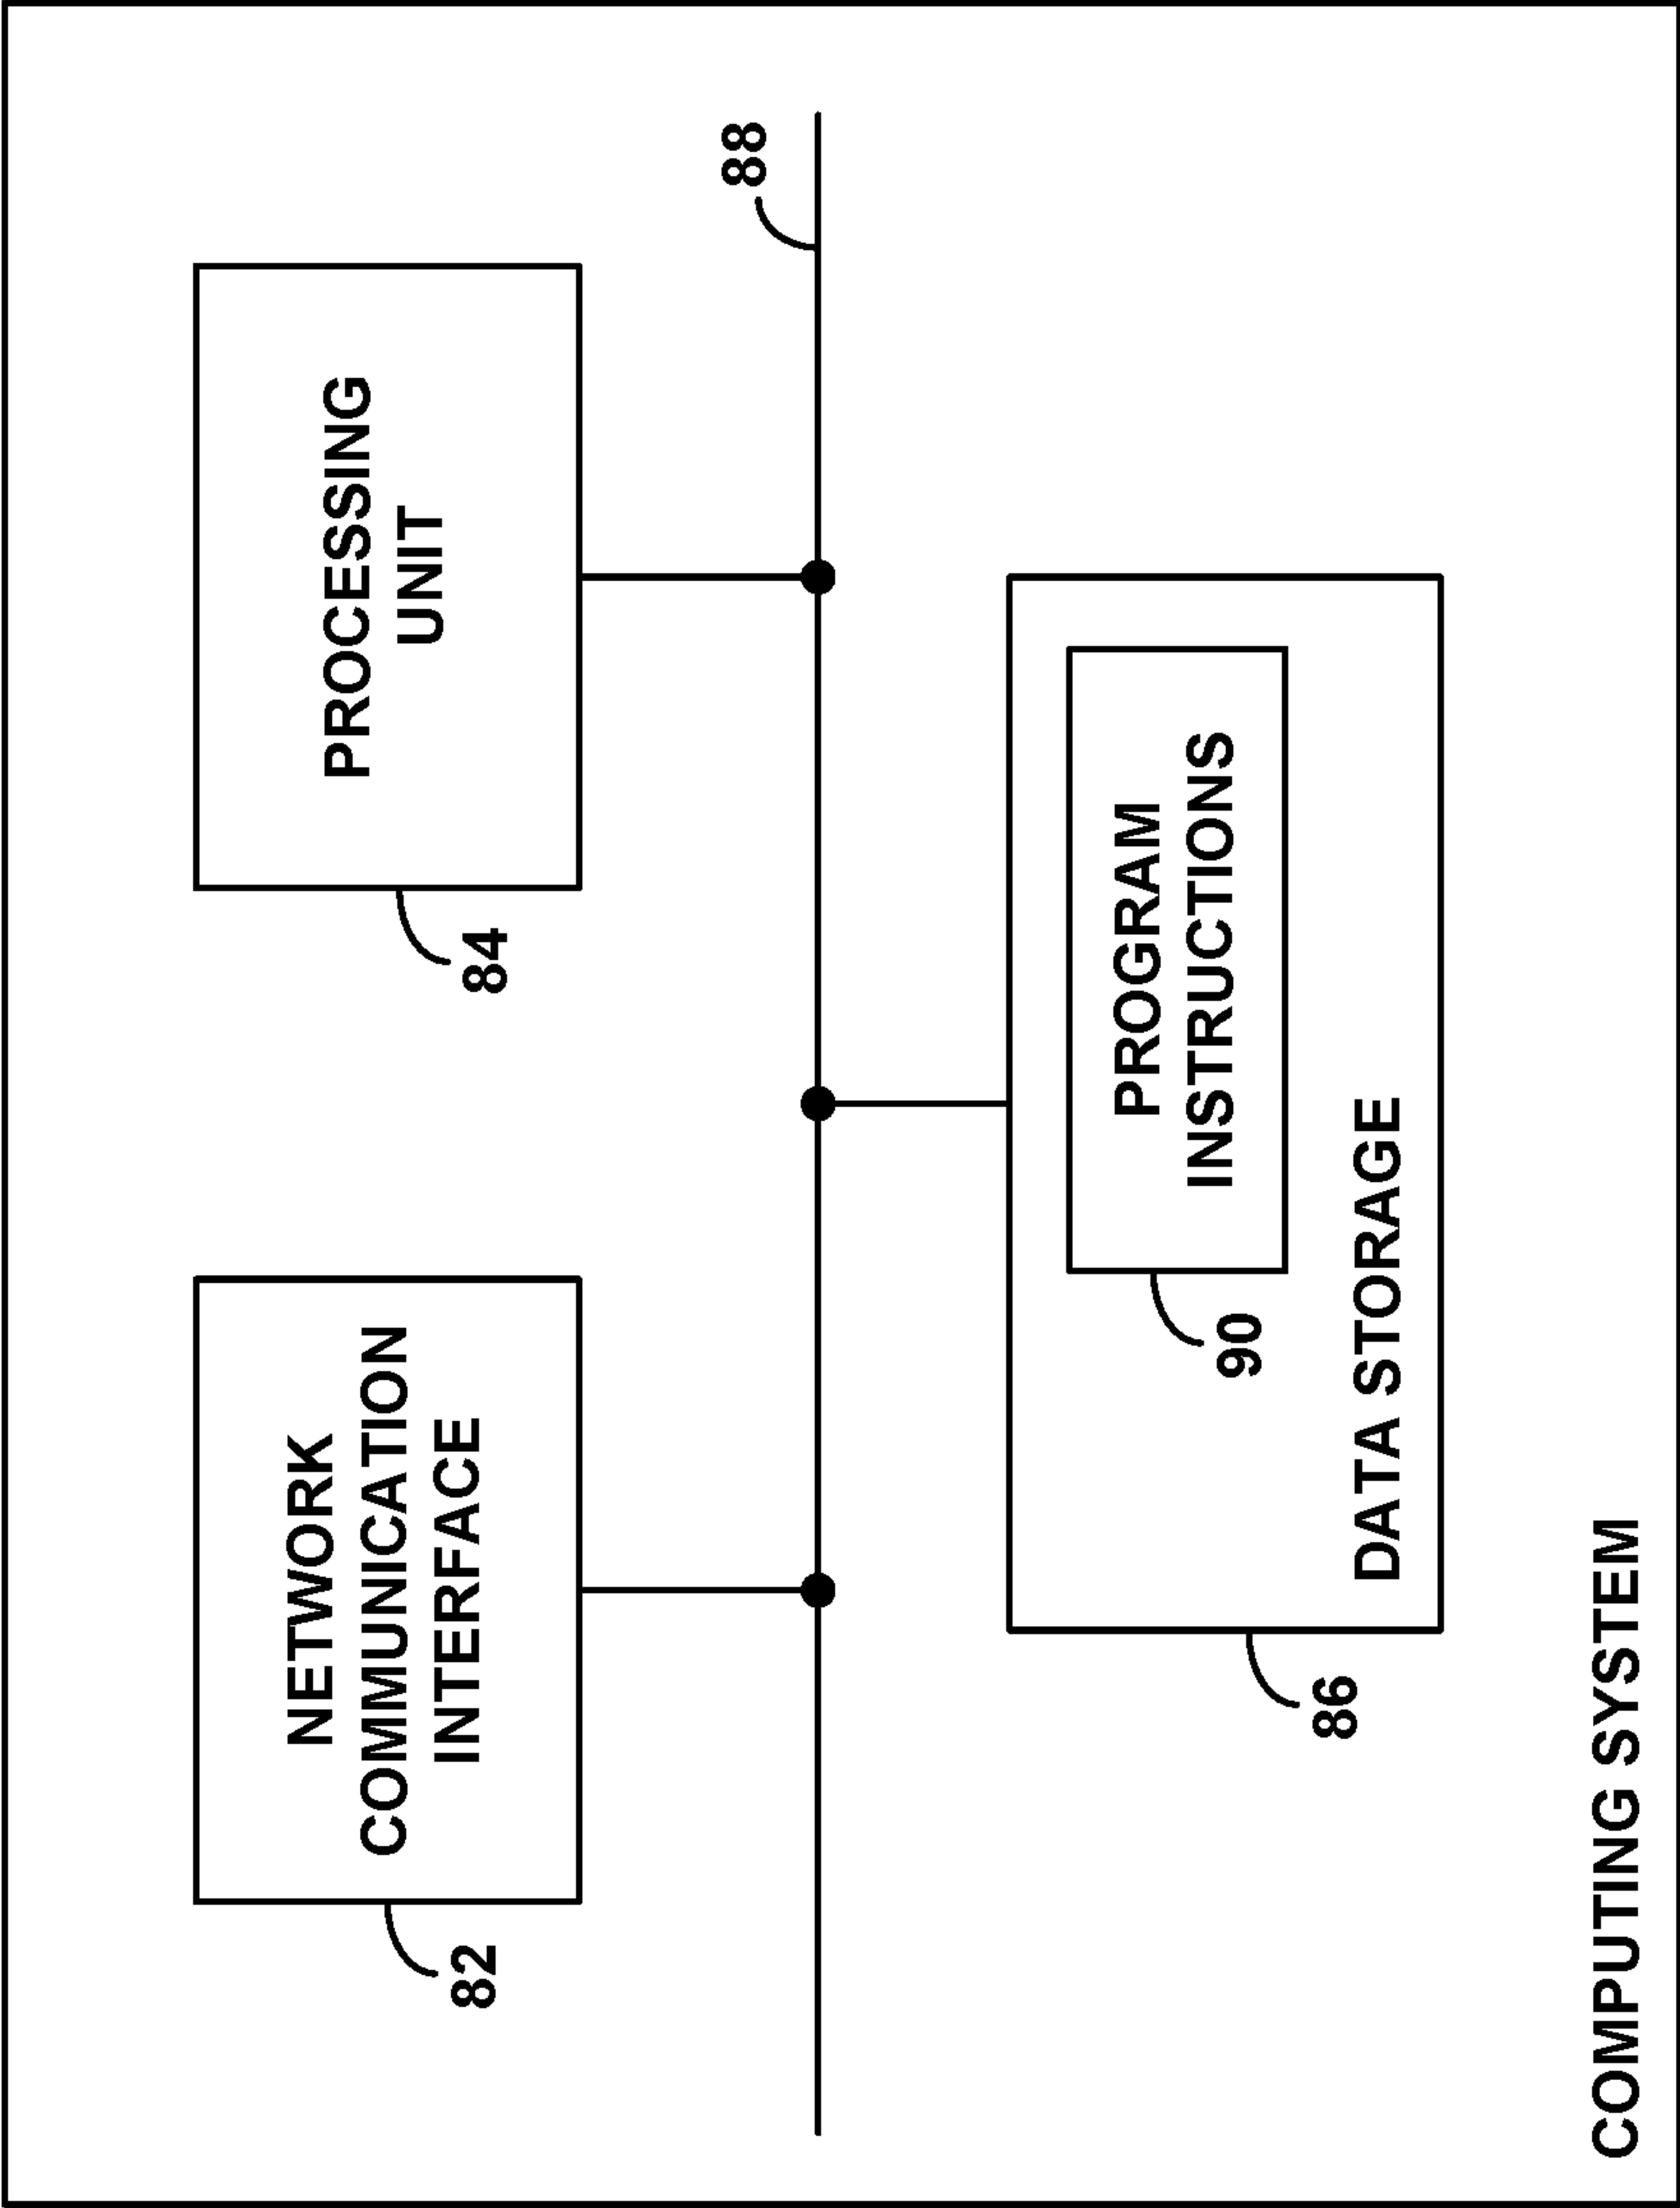 NETWORK
COMMUNICATION
INTERFACE
82
PROCESSING
UNIT
84
88
PROGRAM
INSTRUCTIONS
90
DATA STORAGE
86
COMPUTING SYSTEM